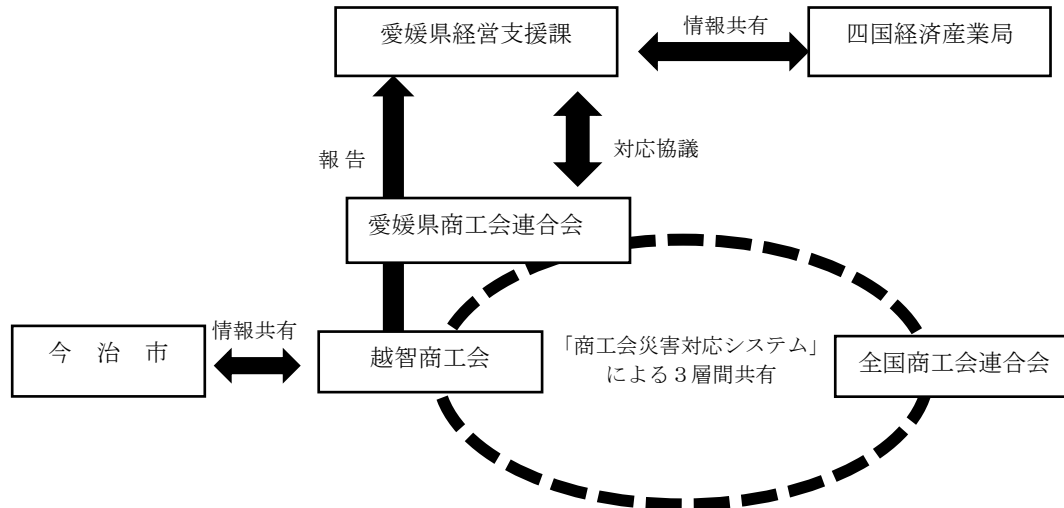 愛媛県経営支援課
情報共有
四国経済産業局
報 告
対応協議
愛媛県商工会連合会
今 治 市
情報共有
越智商工会
「商工会災害対応システム」
による３層間共有
全国商工会連合会